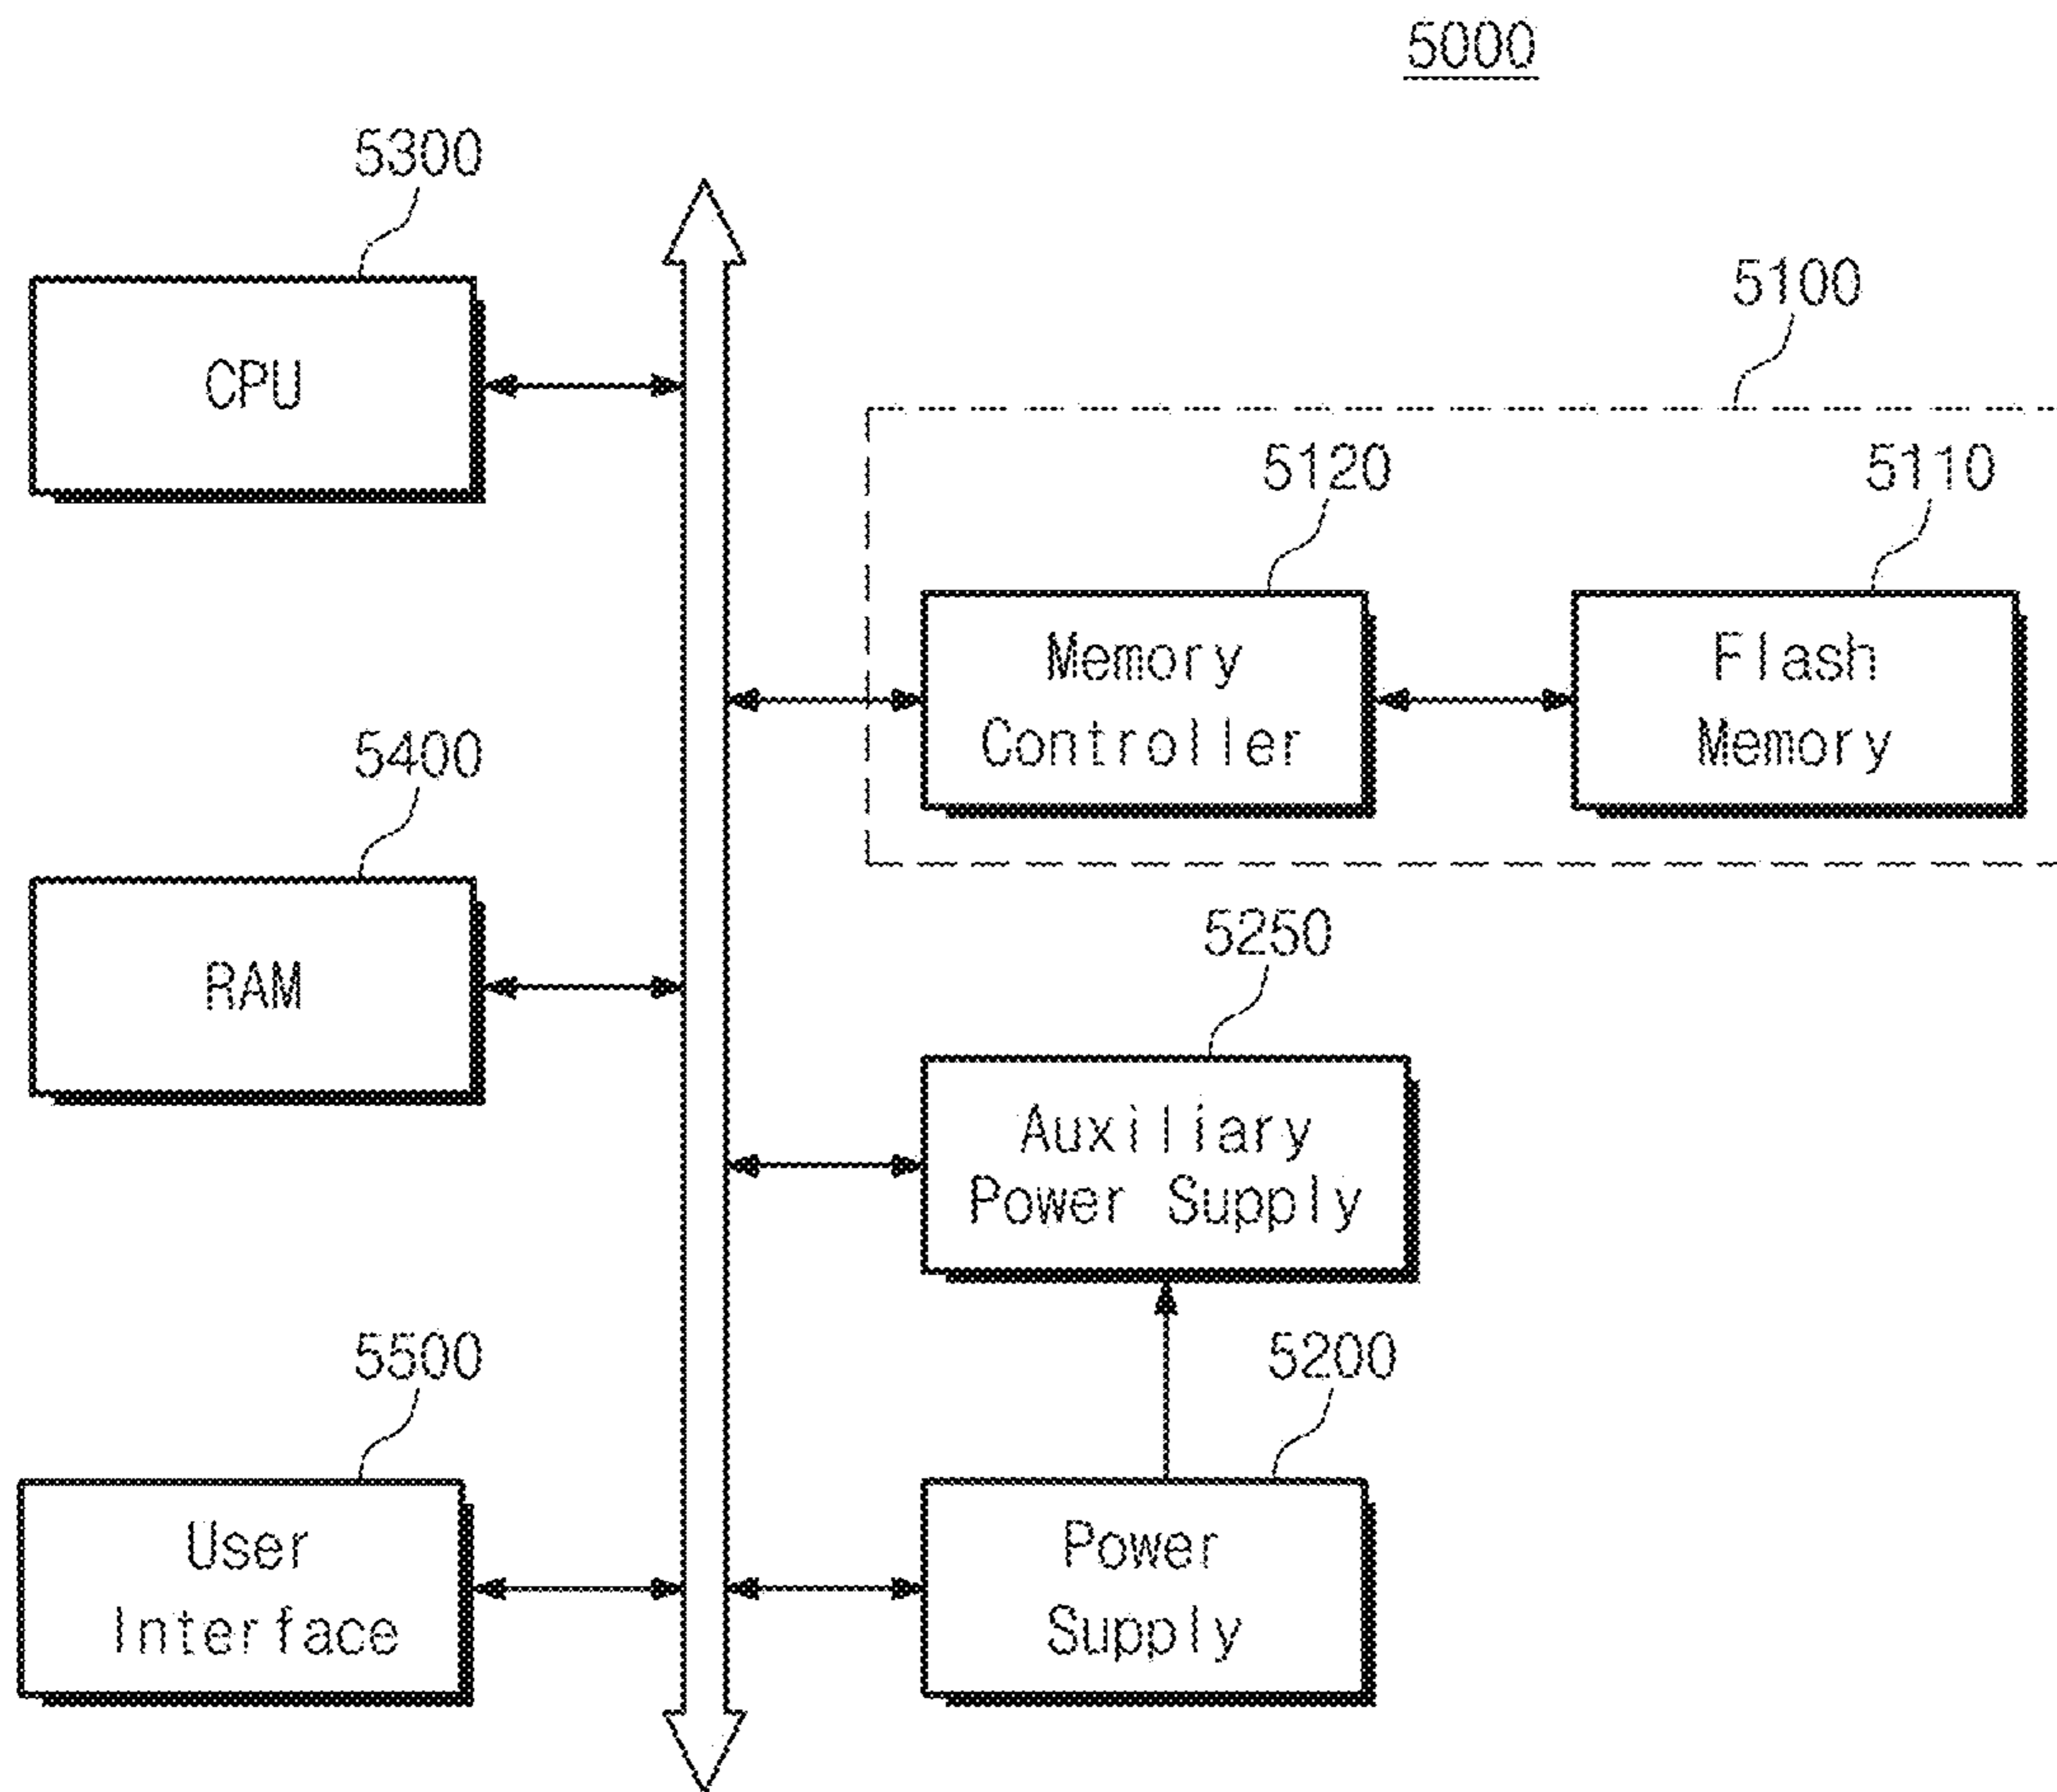 5000
5300
CPU
5100
5120
5110
Memory
Controller
Flash
Memory
5400
RAM
5250
Auxiliary
Power Supply
5500
User
Interface
5200
Power
Supply